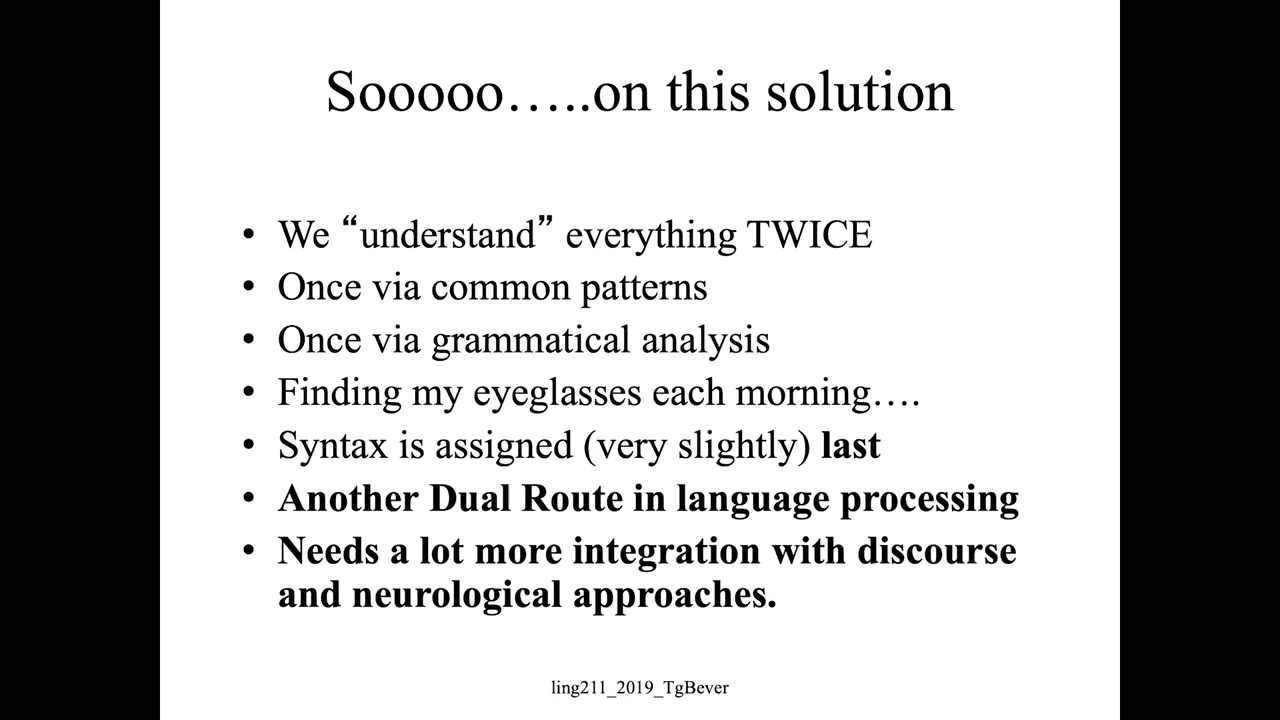 Sooooo…..on this solution
• We “understand” everything TWICE
• Once via common patterns
• Once via grammatical analysis
• Finding my eyeglasses each morning….
• Syntax is assigned (very slightly) last
• Another Dual Route in language processing
• Needs a lot more integration with discourse
and neurological approaches.
ling211_2019_TgBever